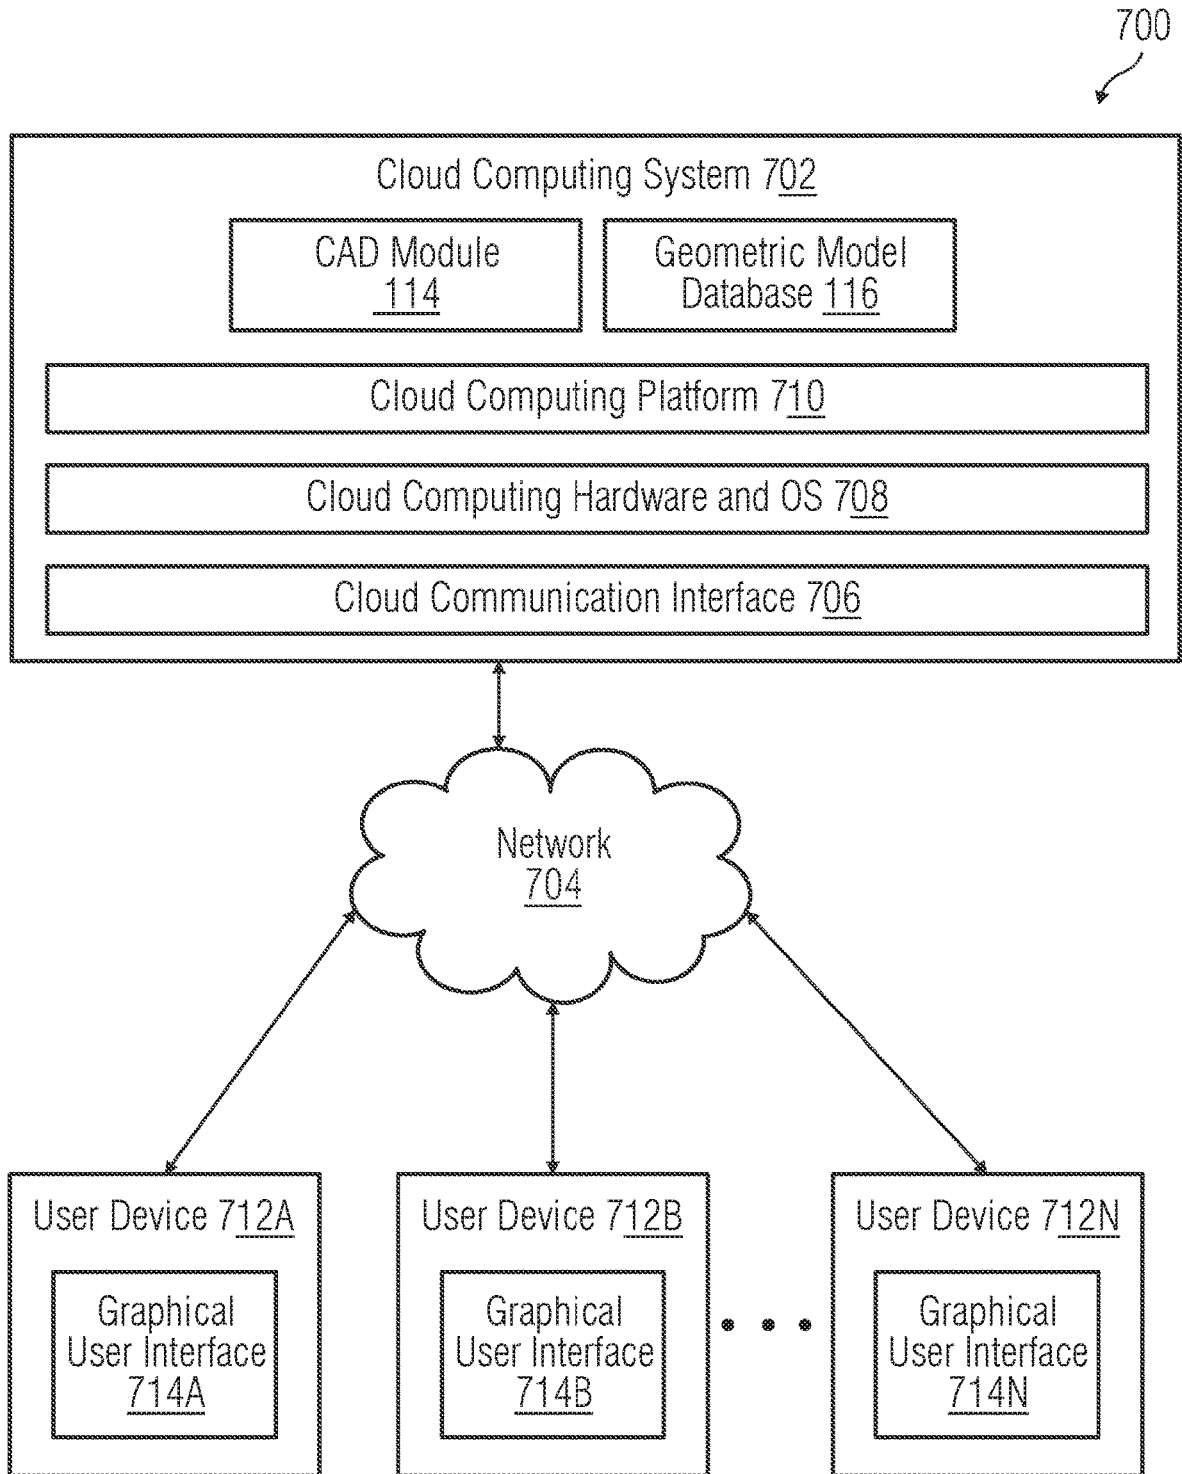 700
Cloud Computing System 702
CAD Module
114
Geometric Model
Database 116
Cloud Computing Platform 710
Cloud Computing Hardware and OS 708
Cloud Communication Interface 706
Network
704
User Device 712A
Graphical
User Interface
714A
User Device 712B
Graphical
User Interface
714B
User Device 712N
Graphical
User Interface
714N